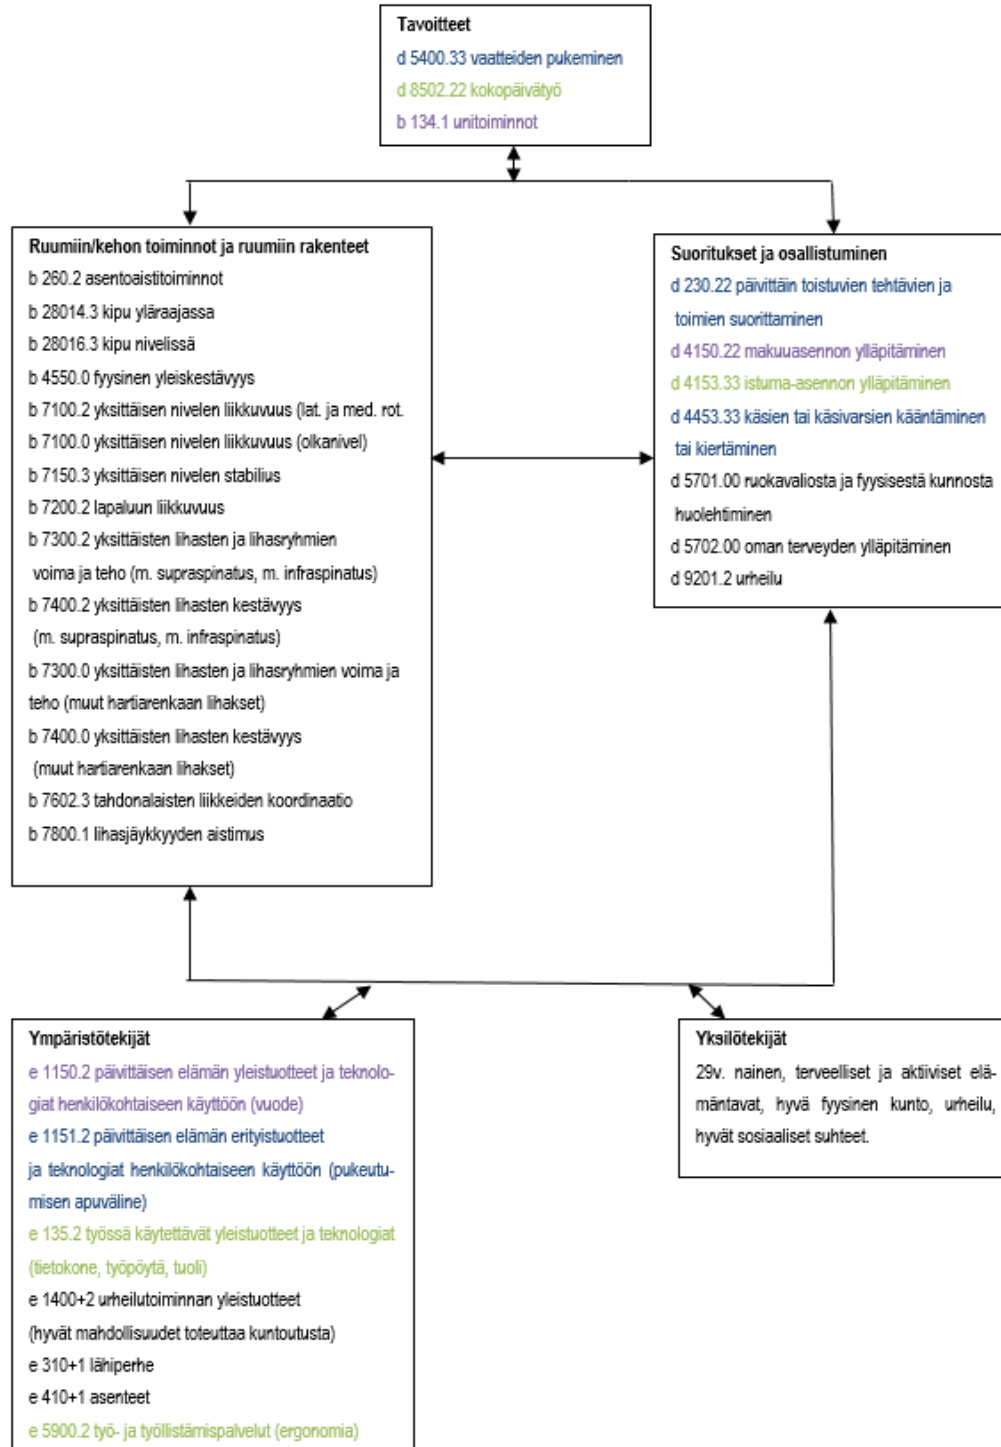 Tavoitteet
d 5400.33 vaatteiden pukeminen
d 8502.22 kokopäivätyö
b 134.1 unitoiminnot
Ruumiin/kehon toiminnot ja ruumiin rakenteet
b 260.2 asentoaistitoiminnot
b 28014.3 kipu yläraajassa
b 28016.3 kipu nivelissä
b 4550.0 fyysinen yleiskestävyys
b 7100.2 yksittäisen nivelen liikkuvuus (lat. ja med. rot.
b 7100.0 yksittäisen nivelen liikkuvuus (olkanivel)
b 7150.3 yksittäisen nivelen stabilius
b 7200.2 lapaluun liikkuvuus
b 7300.2 yksittäisten lihasten ja lihasryhmien
voima ja teho (m. supraspinatus, m. infraspinatus)
b 7400.2 yksittäisten lihasten kestävyys
(m. supraspinatus, m. infraspinatus)
b 7300.0 yksittäisten lihasten ja lihasryhmien voima ja
teho (muut hartiarenkaan lihakset)
b 7400.0 yksittäisten lihasten kestävyys
(muut hartiarenkaan lihakset)
b 7602.3 tahdonalaisten liikkeiden koordinaatio
b 7800.1 lihasjäykkyyden aistimus
Suoritukset ja osallistuminen
d 230.22 päivittäin toistuvien tehtävien ja
toimien suorittaminen
d 4150.22 makuuasennon ylläpitäminen
d 4153.33 istuma-asennon ylläpitäminen
d 4453.33 käsien tai käsivarsien kääntäminen
tai kiertäminen
d 5701.00 ruokavaliosta ja fyysisestä kunnosta
huolehtiminen
d 5702.00 oman terveyden ylläpitäminen
d 9201.2 urheilu
Ympäristötekijät
e 1150.2 päivittäisen elämän yleistuotteet ja teknolo-
giat henkilökohtaiseen käyttöön (vuode)
e 1151.2 päivittäisen elämän erityistuotteet
ja teknologiat henkilökohtaiseen käyttöön (pukeutu-
misen apuväline)
e 135.2 työssä käytettävät yleistuotteet ja teknologiat
(tietokone, työpöytä, tuoli)
e 1400+2 urheilutoiminnan yleistuotteet
(hyvät mahdollisuudet toteuttaa kuntoutusta)
e 310+1 lähiperhe
e 410+1 asenteet
e 5900.2 työ- ja työllistämispalvelut (ergonomia)
Yksilötekijät
29v. nainen, terveelliset ja aktiiviset elä-
mäntavat, hyvä fyysinen kunto, urheilu,
hyvät sosiaaliset suhteet.